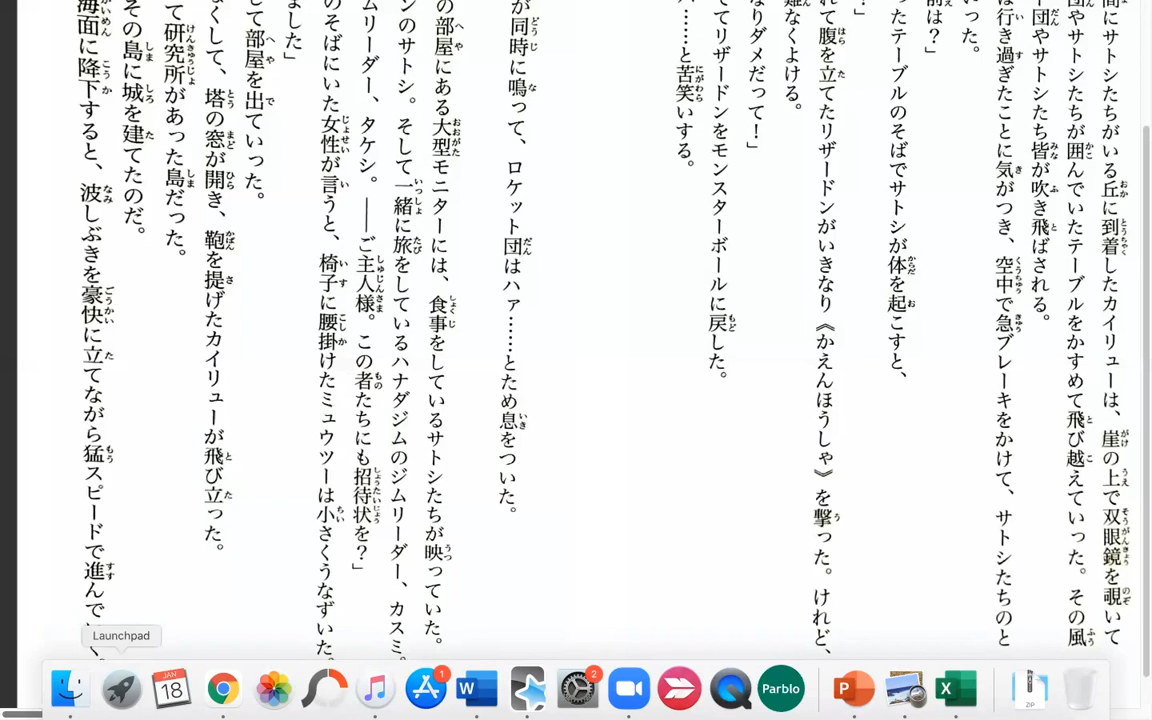 間にサトシたちがいる丘に到着したカイリューは、崖の上で双眼鏡を覗いて
団やサトシたちが囲んでいたテーブルをかすめて飛び越えていった。その風
団やサトシたち皆が吹き飛ばされる。
行き過ぎたことに気がつき、空中で急ブレーキをかけて、サトシたちのと
いった。
前は？」
ったテーブルのそばでサトシが体を起こすと、
！」
れて腹を立てたリザードンがいきなり《かえんほうしゃ》を撃った。けれど、
難なくよける。
なりダメだって！」
ててリザードンをモンスターボールに戻した。
……と苦笑いする。
が同時に鳴って、ロケット団はハァ……とため息をついた。
の部屋にある大型モニターには、食事をしているサトシたちが映っていた。
ンのサトシ。そして一緒に旅をしているハナダジムのジムリーダー、カスミ。
ムリーダー、タケシ。――ご主人様。この者たちにも招待状を？」
のそばにいた女性が言うと、椅子に腰掛けたミュウツーは小さくうなずいた。
ました」
して部屋を出ていった。
なくして、塔の窓が開き、鞄を提げたカイリューが飛び立った。
て研究所があった島だった。
その島に城を建てたのだ。
海面に降下すると、波しぶきを豪快に立てながら猛スピードで進んで
Launchpad
JAN
18
1
W
2
Parblo
P
X
ZIP